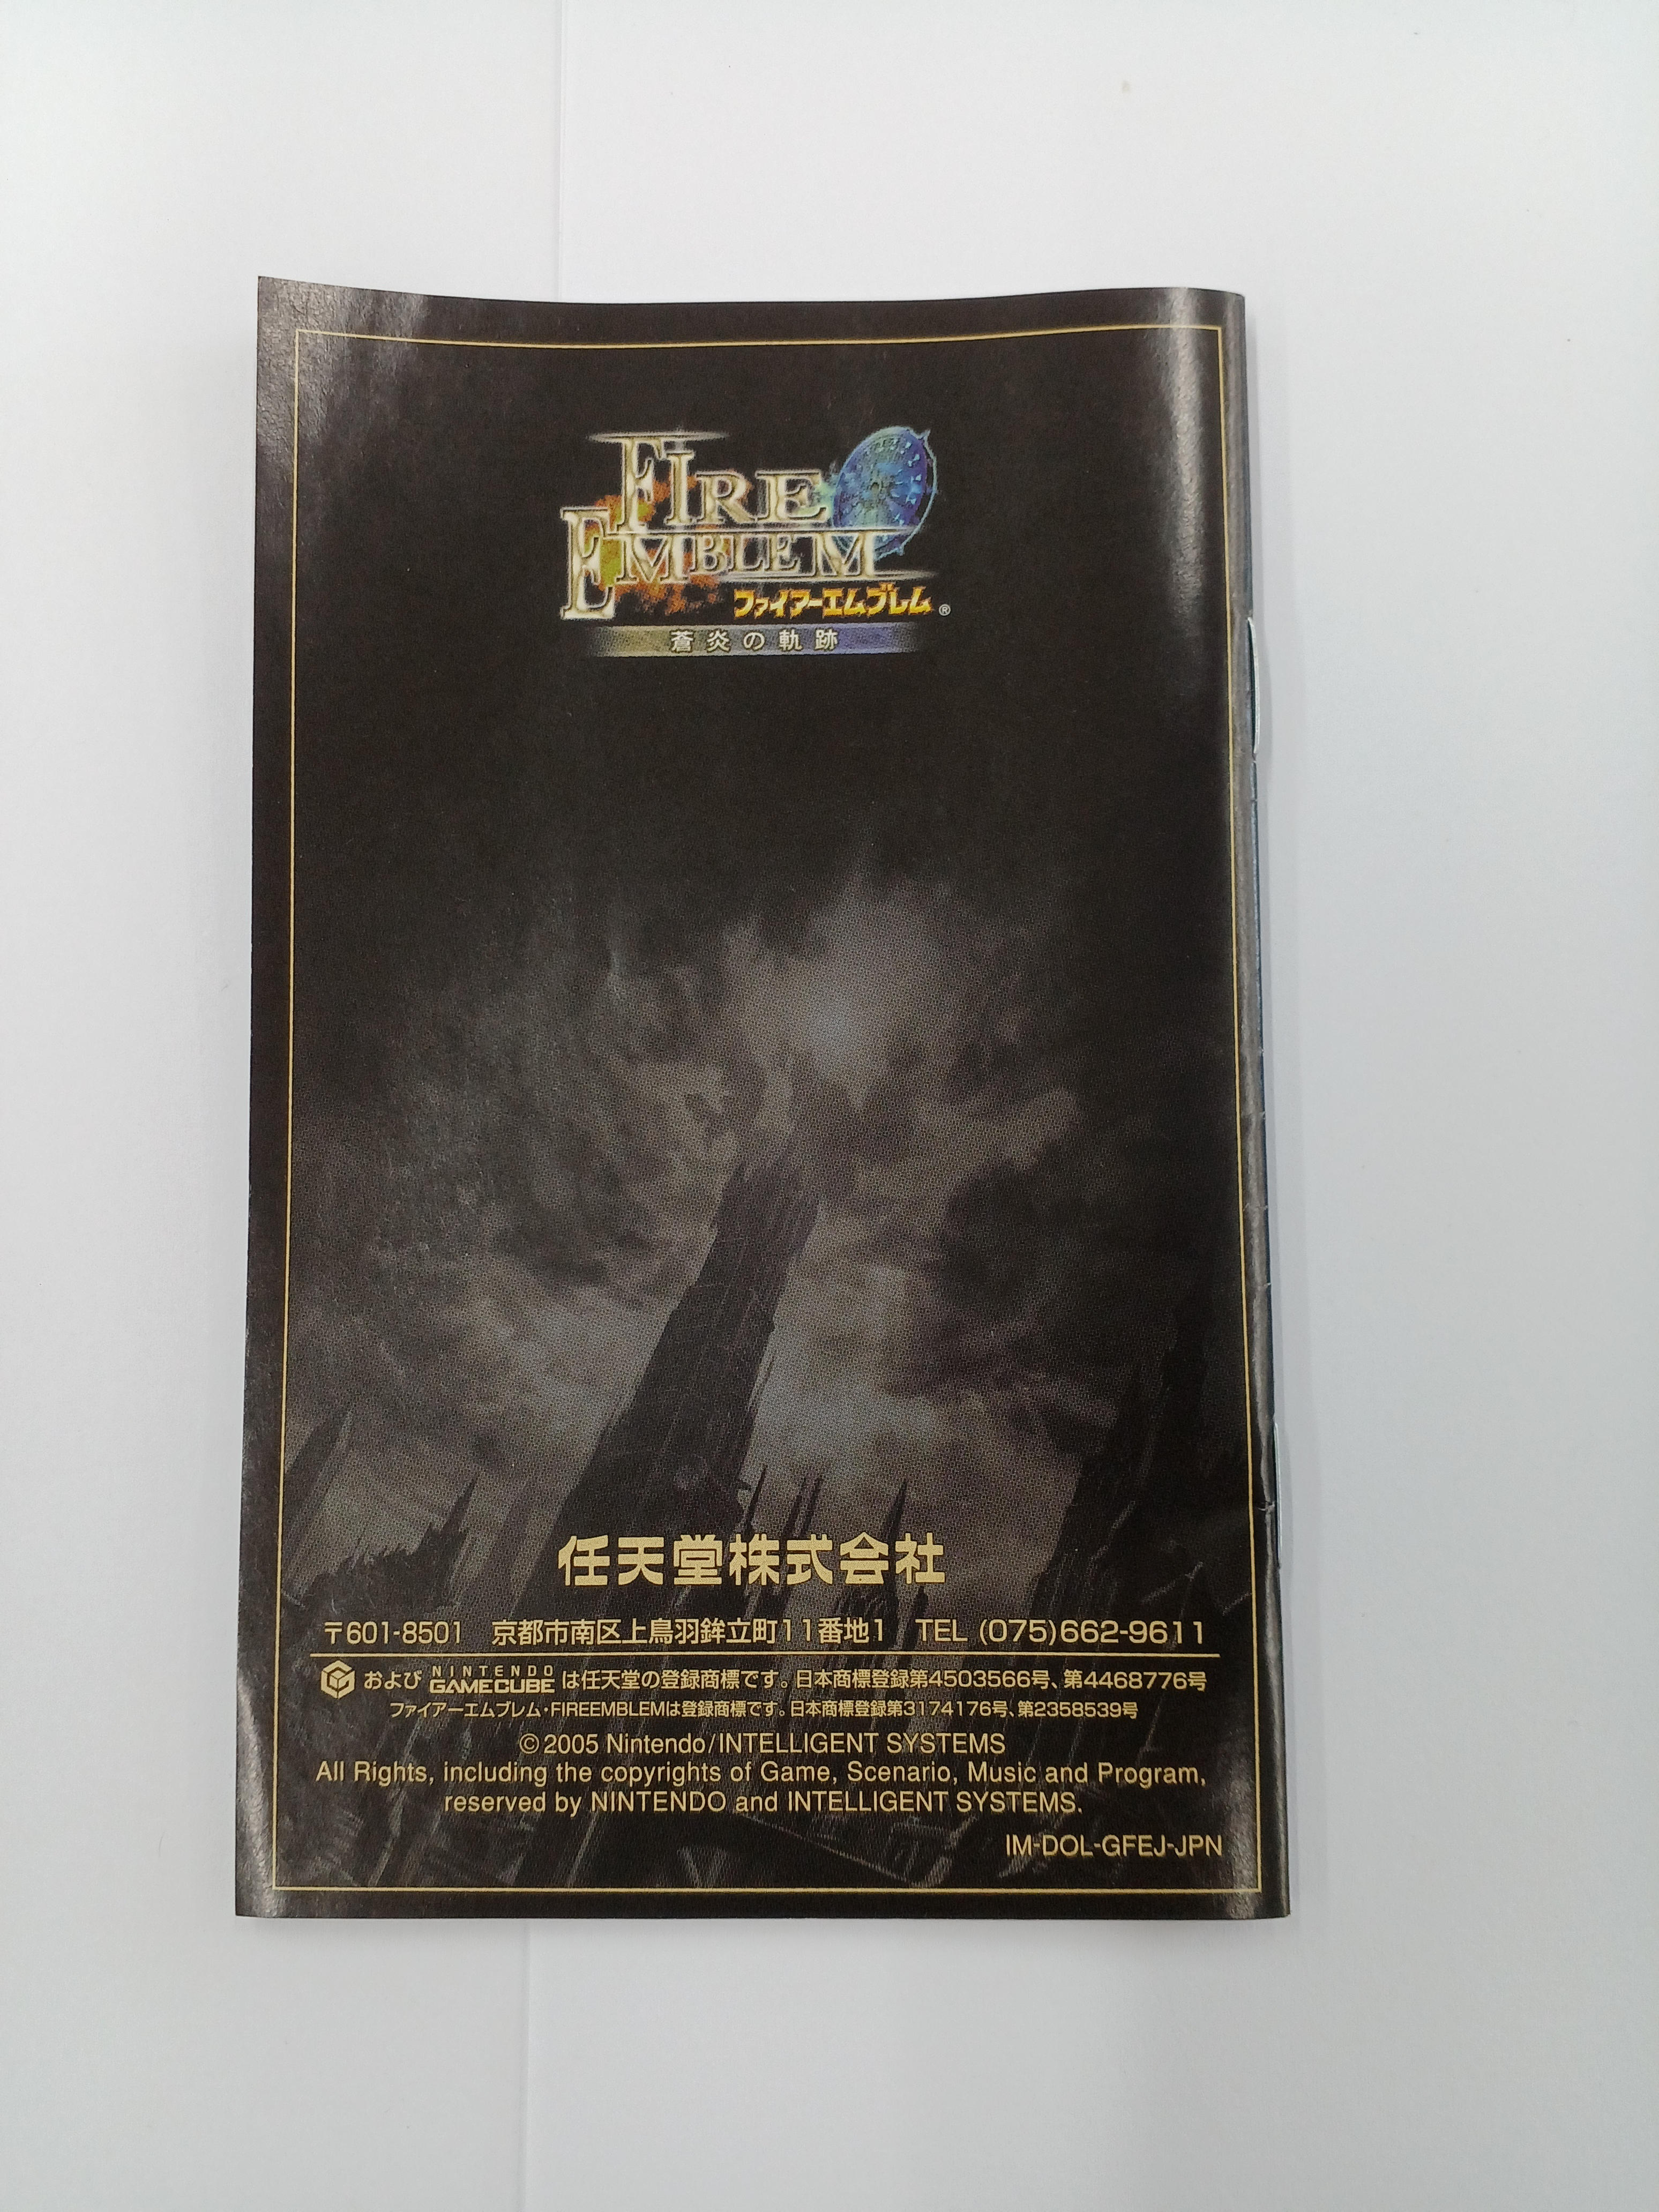 FIRE
EMBLEM
ファイアーエムブレム®
蒼炎の軌跡
任天堂株式会社
〒601-8501 京都市南区上鳥羽鉾立町11番地1 TEL (075)662-9611
および NINTENDO GAMECUBE は任天堂の登録商標です。日本商標登録第4503566号、第4468776号
ファイアーエムブレム・FIREEMBLEMは登録商標です。日本商標登録第3174176号、第2358539号
©2005 Nintendo/INTELLIGENT SYSTEMS
All Rights, including the copyrights of Game, Scenario, Music and Program,
reserved by NINTENDO and INTELLIGENT SYSTEMS.
IM-DOL-GFEJ-JPN